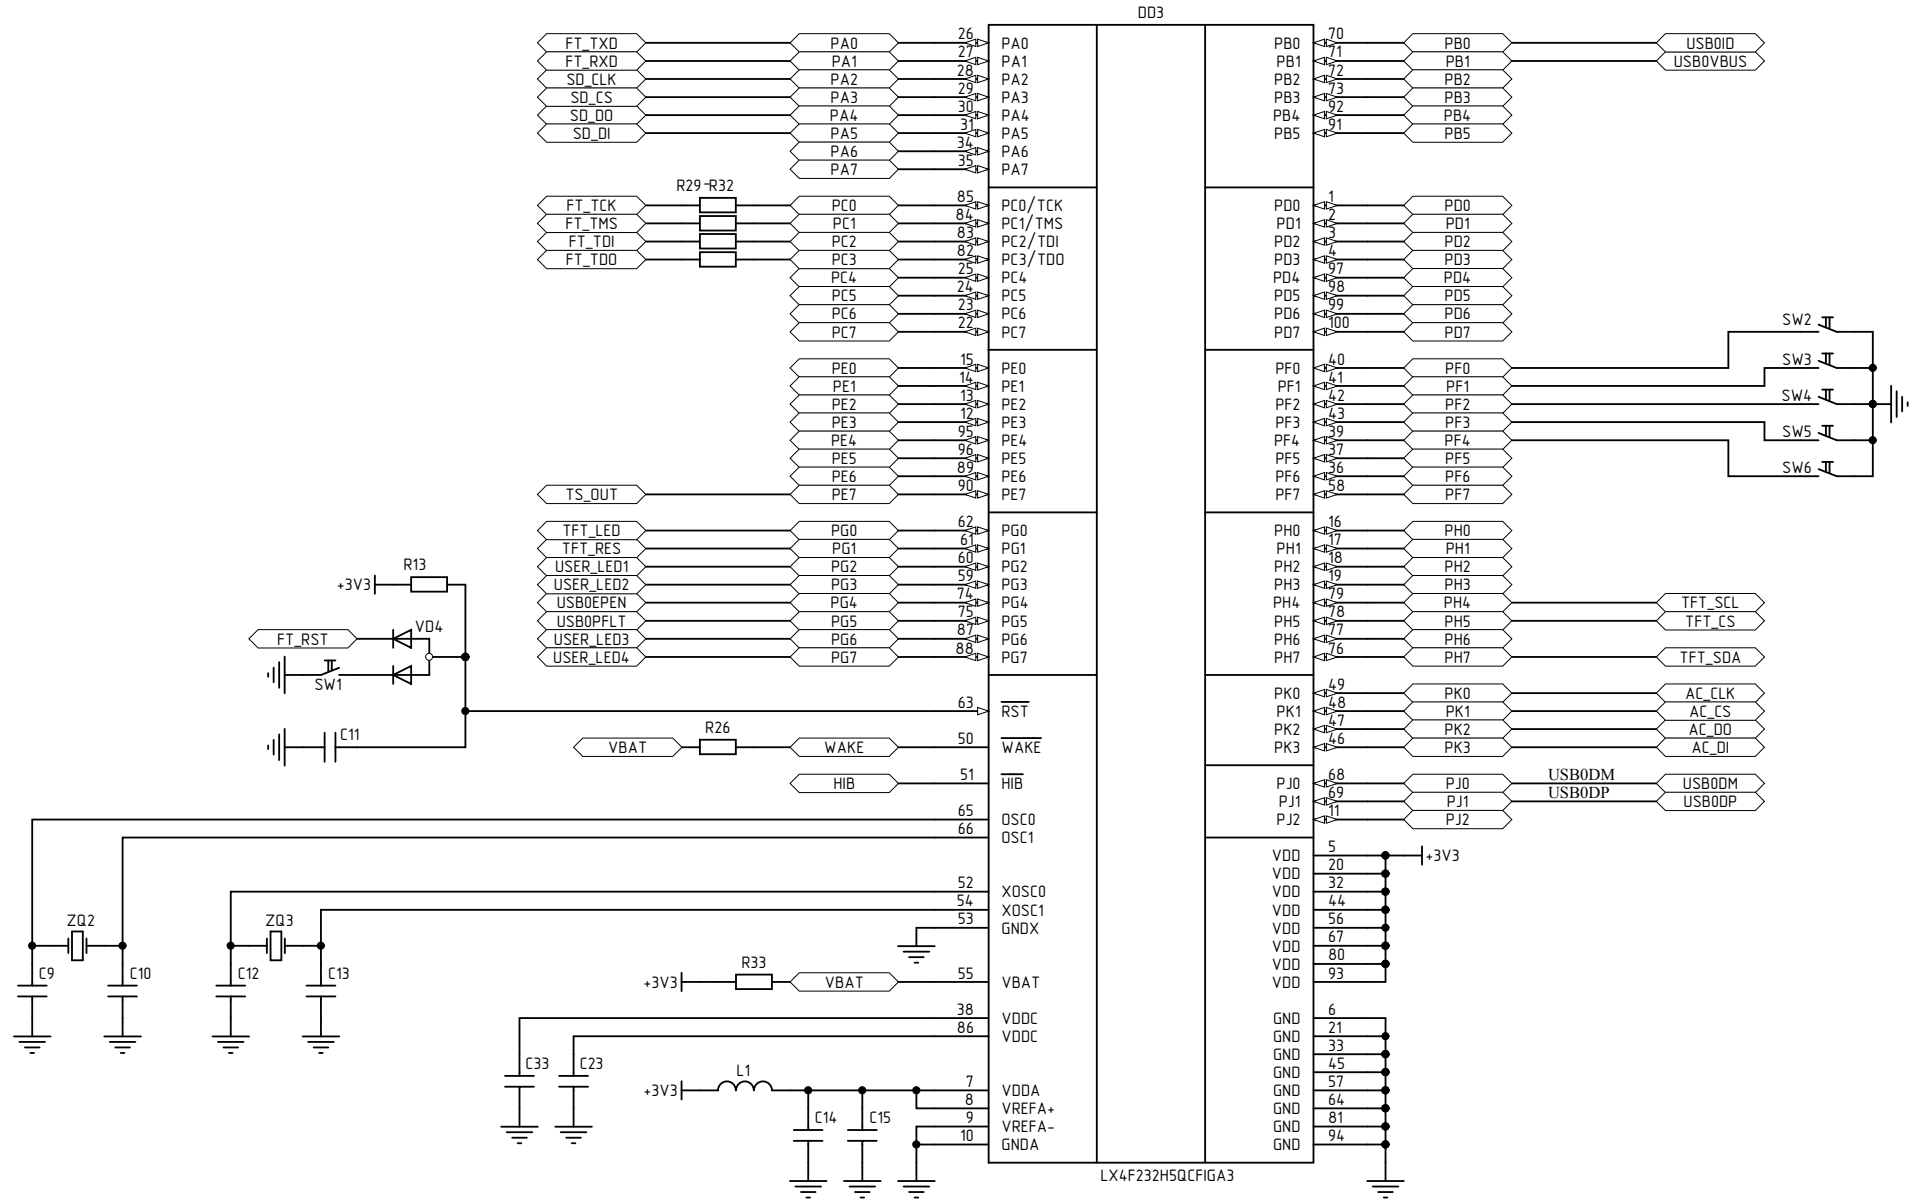 DD3
FT_TXD PA0 26 PA0 PB0 70 PB0 USB0ID
FT_RXD PA1 27 PA1 PB1 71 PB1 USB0VBUS
SD_CLK PA2 28 PA2 PB2 72 PB2
SD_CS PA3 29 PA3 PB3 73 PB3
SD_DO PA4 30 PA4 PB4 92 PB4
SD_DI PA5 31 PA5 PB5 91 PB5
PA6 34 PA6
PA7 35 PA7
R29-R32
FT_TCK PC0 85 PC0/TCK PD0 1 PD0
FT_TMS PC1 84 PC1/TMS PD1 2 PD1
FT_TDI PC2 83 PC2/TDI PD2 3 PD2
FT_TDO PC3 82 PC3/TDO PD3 4 PD3
PC4 25 PC4 PD4 97 PD4
PC5 24 PC5 PD5 98 PD5
PC6 23 PC6 PD6 99 PD6
PC7 22 PC7 PD7 100 PD7
SW2
PE0 15 PE0 PF0 40 PF0 SW3
PE1 14 PE1 PF1 41 PF1
PE2 13 PE2 PF2 42 PF2 SW4
PE3 12 PE3 PF3 43 PF3
PE4 95 PE4 PF4 39 PF4 SW5
PE5 96 PE5 PF5 37 PF5
PE6 89 PE6 PF6 36 PF6 SW6
TS_OUT PE7 90 PE7 PF7 58 PF7
TFT_LED PG0 62 PG0 PH0 16 PH0
TFT_RES PG1 61 PG1 PH1 17 PH1
USER_LED1 PG2 60 PG2 PH2 18 PH2
R13
+3V3 USER_LED2 PG3 59 PG3 PH3 19 PH3
USB0EPEN PG4 74 PG4 PH4 79 PH4 TFT_SCL
USB0PFLT PG5 75 PG5 PH5 78 PH5 TFT_CS
VD4
FT_RST USER_LED3 PG6 87 PG6 PH6 77 PH6
USER_LED4 PG7 88 PG7 PH7 76 PH7 TFT_SDA
SW1
PK0 49 PK0 AC_CLK
63 RST PK1 48 PK1 AC_CS
C11 R26
PK2 47 PK2 AC_DO
VBAT WAKE 50 WAKE PK3 46 PK3 AC_DI
HIB 51 HIB PJ0 68 PJ0 USB0DM USB0DM
PJ1 69 PJ1 USB0DP USB0DP
65 OSC0 PJ2 11 PJ2
66 OSC1
VDD 5 +3V3
VDD 20
52 XOSC0 VDD 32
54 XOSC1 VDD 44
ZQ2 ZQ3 53 GNDX VDD 56
VDD 67
C9 C10 C12 C13 R33 VDD 80
+3V3 VBAT 55 VBAT VDD 93
38 VDDC GND 6
86 VDDC GND 21
C33 C23 GND 33
L1 GND 45
+3V3 7 VDDA GND 57
8 VREFA+ GND 64
C14 C15 9 VREFA- GND 81
10 GNDA GND 94
LX4F232H5QCFIGA3